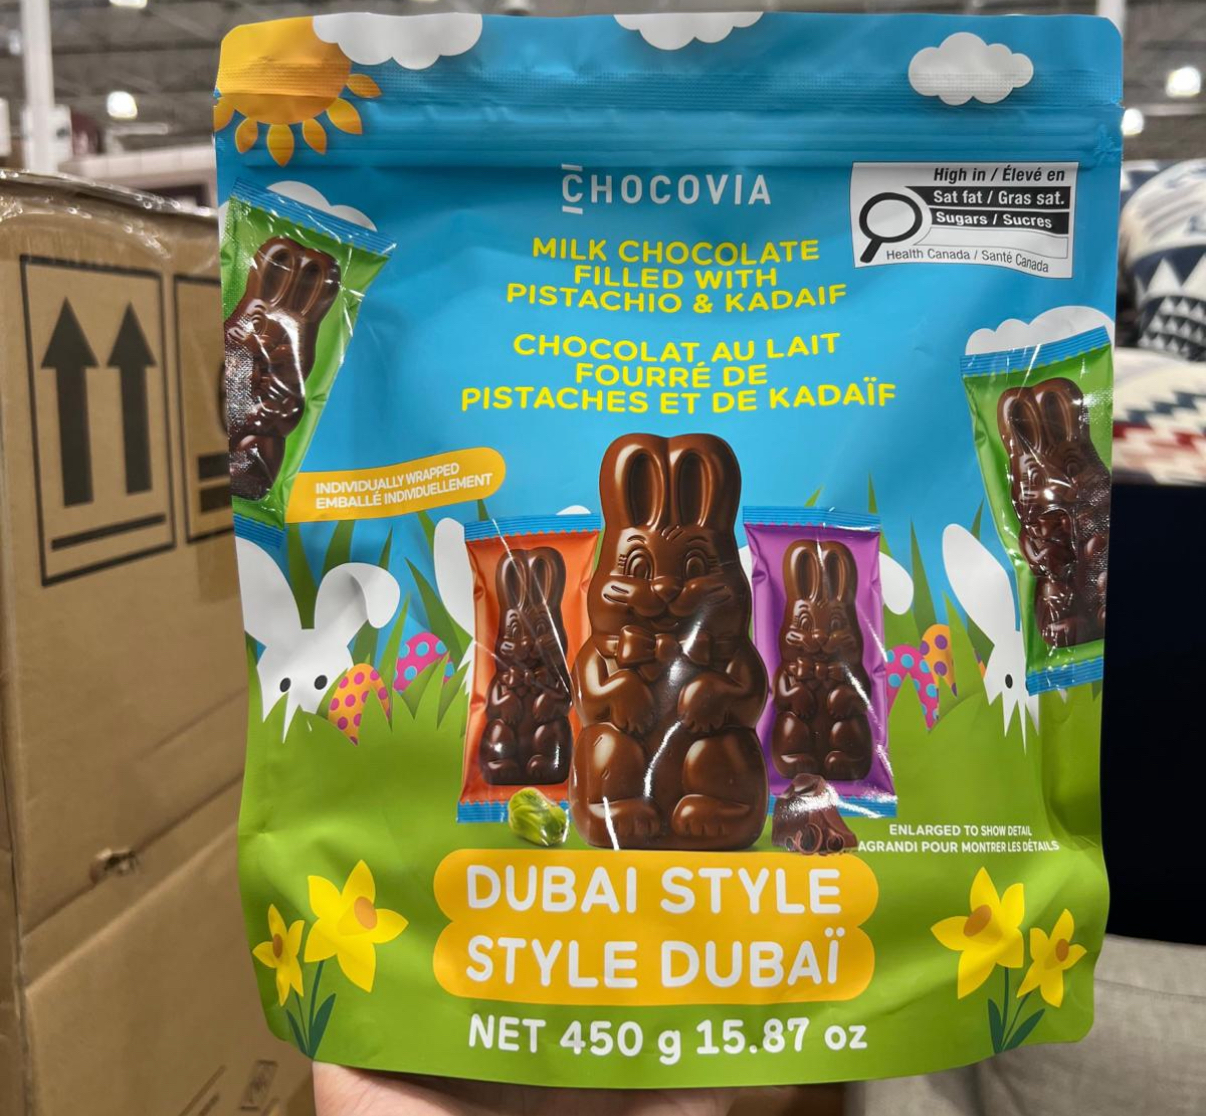 CHOCOVIA
High in / Élevé en
Sat fat / Gras sat.
Sugars / Sucres
Health Canada / Santé Canada
MILK CHOCOLATE
FILLED WITH
PISTACHIO & KADAIF
CHOCOLAT AU LAIT
FOURRÉ DE
PISTACHES ET DE KADAÏF
INDIVIDUALLY WRAPPED
EMBALLÉ INDIVIDUELLEMENT
ENLARGED TO SHOW DETAIL
AGRANDI POUR MONTRER LES DÉTAILS
DUBAI STYLE
STYLE DUBAÏ
NET 450 g 15.87 oz